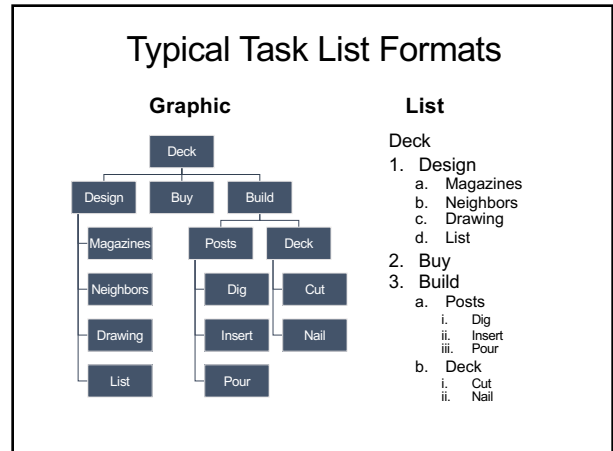 Typical Task List Formats
Graphic
Deck
Design
Buy
Build
Magazines
Neighbors
Drawing
List
Posts
Deck
Dig
Insert
Pour
Cut
Nail
List
Deck
1. Design
a. Magazines
b. Neighbors
c. Drawing
d. List
2. Buy
3. Build
a. Posts
i. Dig
ii. Insert
iii. Pour
b. Deck
i. Cut
ii. Nail